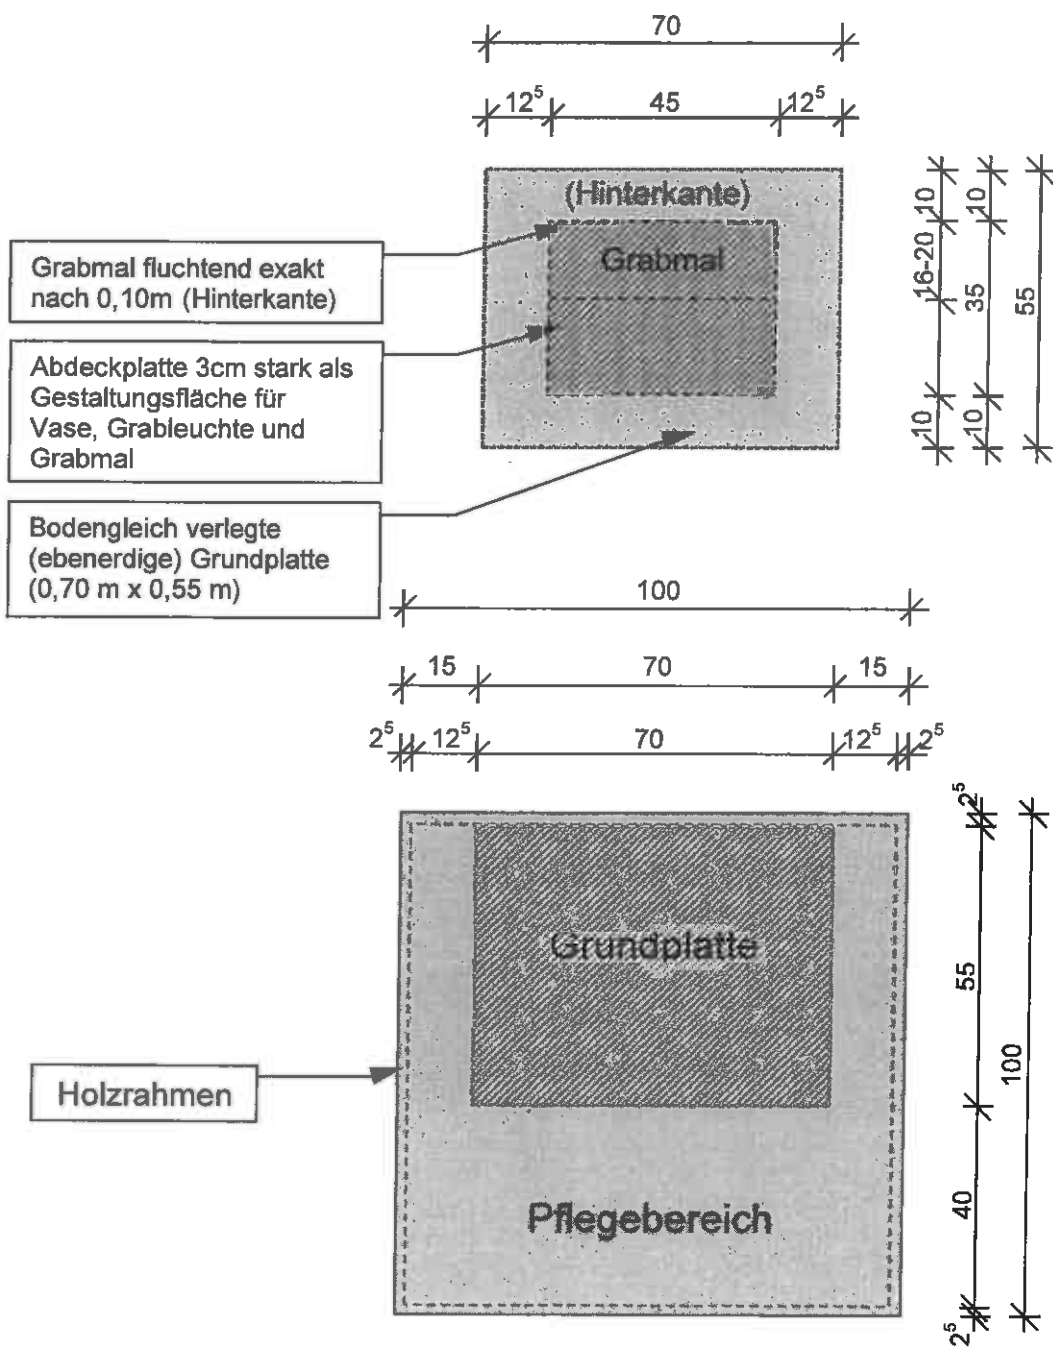 70
12⁵ 45 12⁵
(Hinterkante)
Grabmal
10 16-20 10
10 35 10
55
Grabmal fluchtend exakt
nach 0,10m (Hinterkante)
Abdeckplatte 3cm stark als
Gestaltungsfläche für
Vase, Grableuchte und
Grabmal
Bodengleich verlegte
(ebenerdige) Grundplatte
(0,70 m x 0,55 m)
100
15 70 15
2⁵ 12⁵ 70 12⁵ 2⁵
Grundplatte
Holzrahmen
Pflegebereich
2⁵ 55 40 2⁵
100